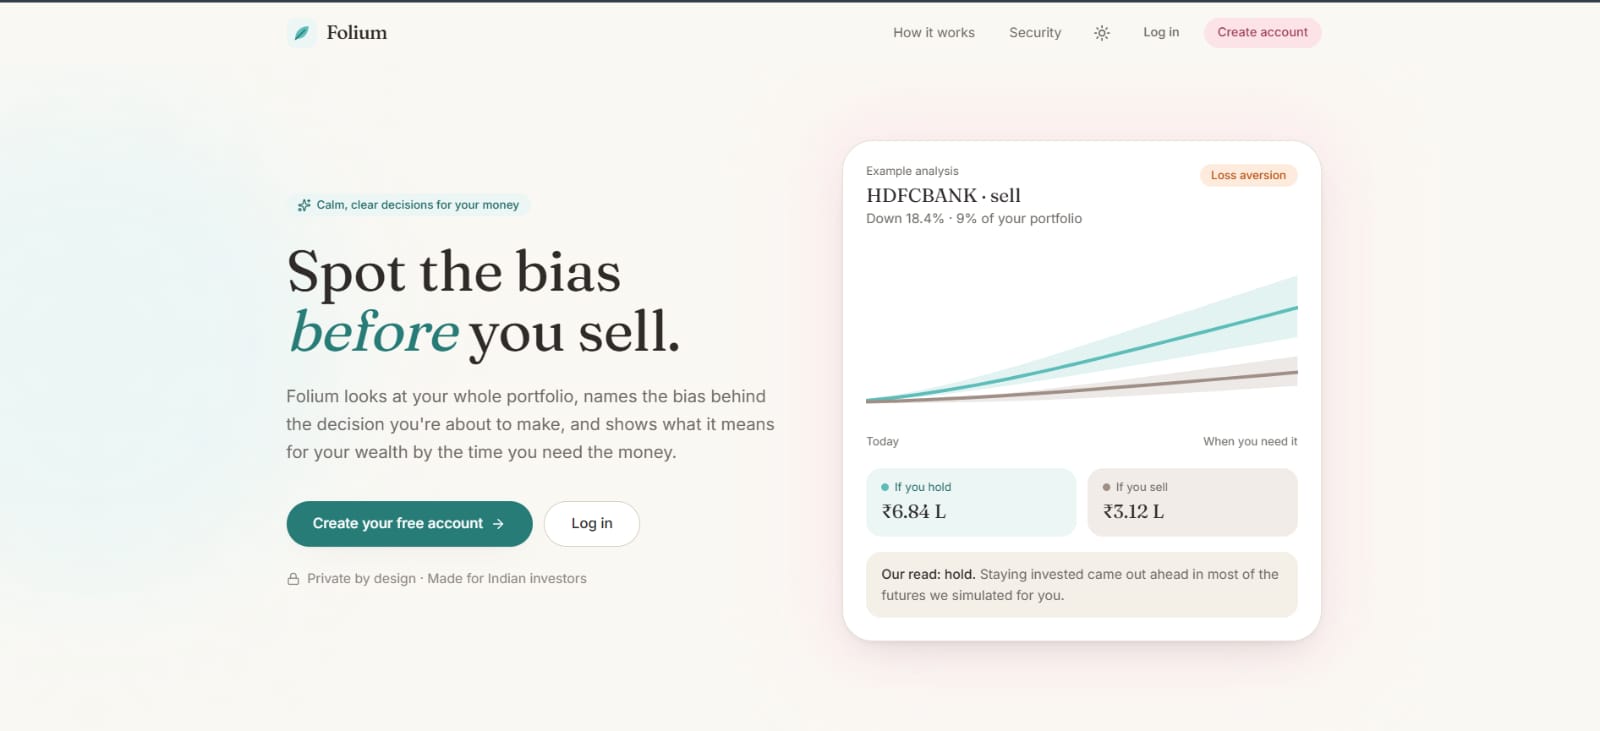 Folium
How it works
Security
Log in
Create account
Calm, clear decisions for your money
Spot the bias
before you sell.
Folium looks at your whole portfolio, names the bias behind
the decision you're about to make, and shows what it means
for your wealth by the time you need the money.
Create your free account →
Log in
Private by design · Made for Indian investors
Example analysis
Loss aversion
HDFCBANK · sell
Down 18.4% · 9% of your portfolio
Today
When you need it
If you hold
₹6.84 L
If you sell
₹3.12 L
Our read: hold. Staying invested came out ahead in most of the
futures we simulated for you.